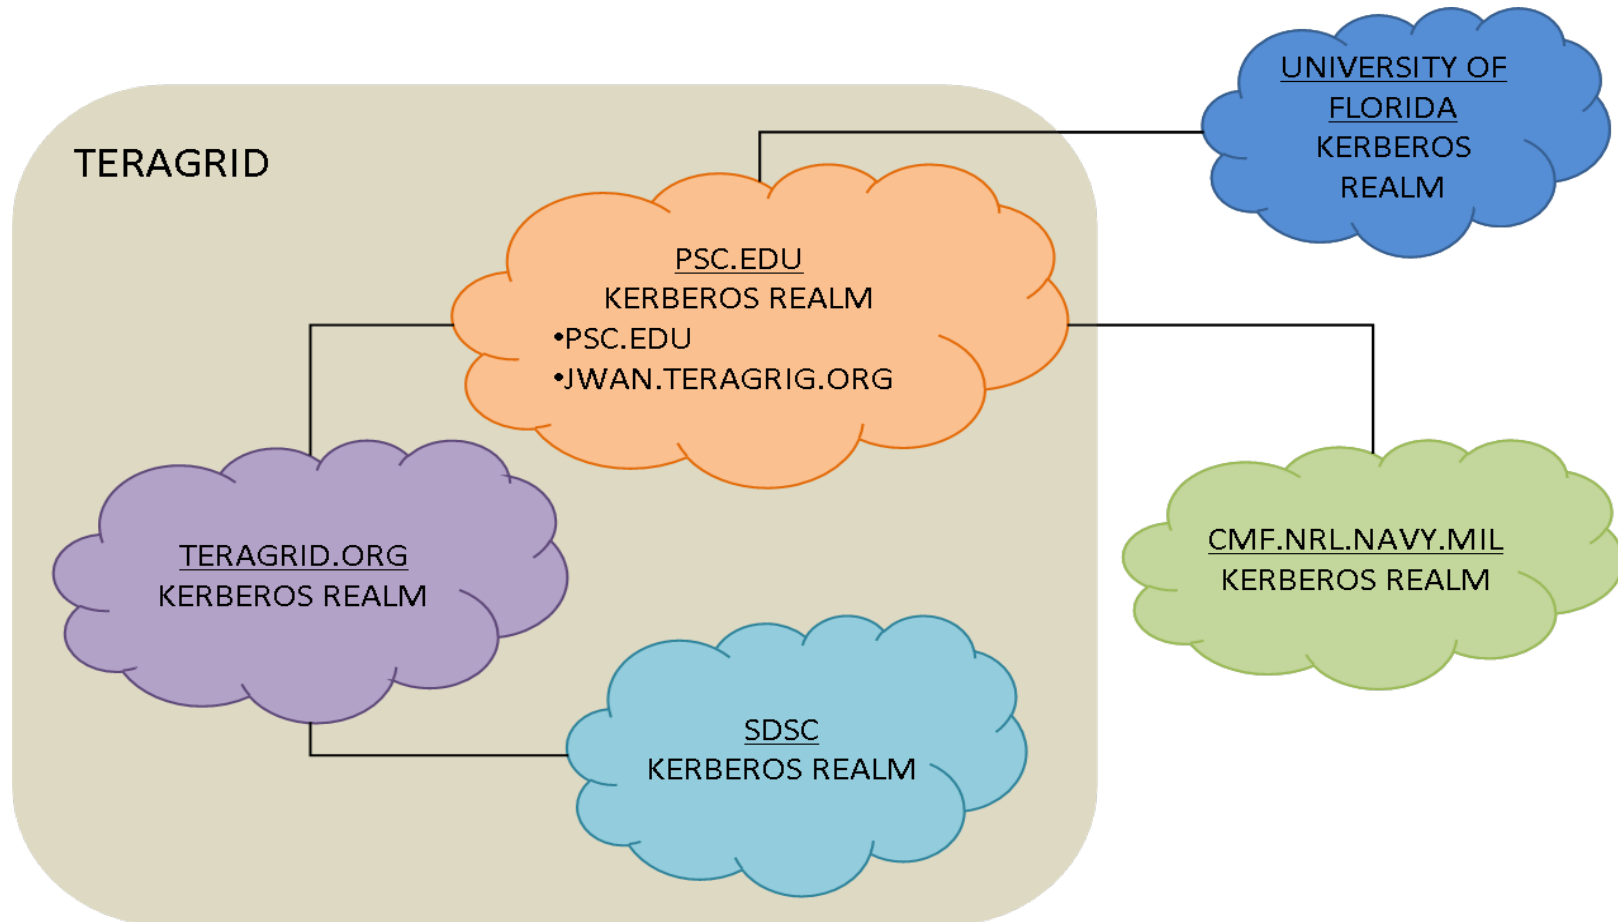 TERAGRID
UNIVERSITY OF
FLORIDA
KERBEROS
REALM
PSC.EDU
KERBEROS REALM
•PSC.EDU
•JWAN.TERAGRIG.ORG
TERAGRID.ORG
KERBEROS REALM
CMF.NRL.NAVY.MIL
KERBEROS REALM
SDSC
KERBEROS REALM